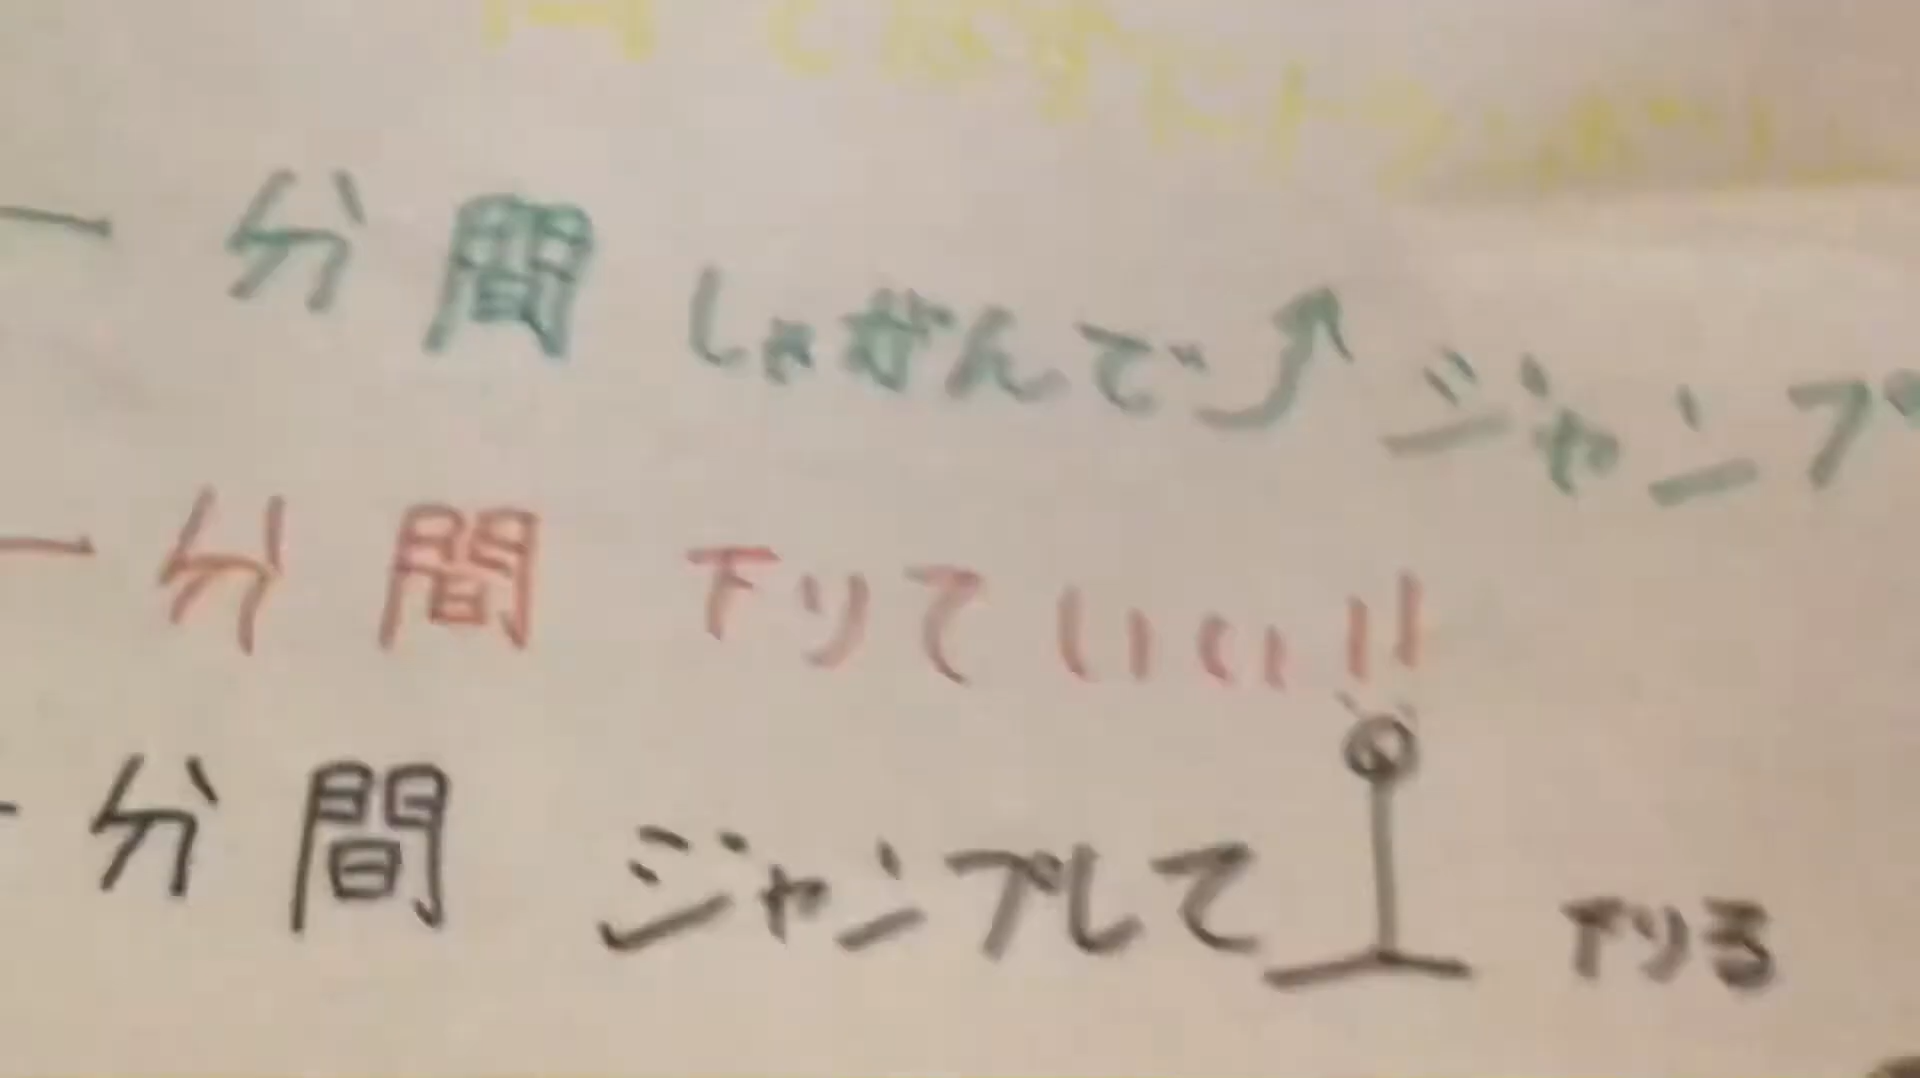 一分間 しゃがんで ジャンプ
一分間 下りていい!!
一分間 ジャンプして 下りる